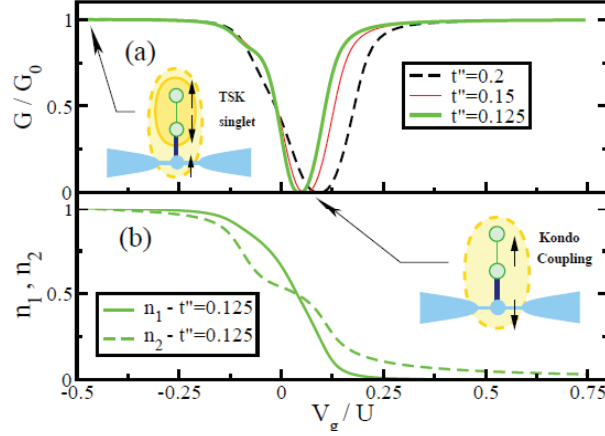 1
(a)
G / G₀
0.5
TSK
singlet
t"=0.2
t"=0.15
t"=0.125
0
1
(b)
n₁, n₂
0.5
n₁ - t"=0.125
n₂ - t"=0.125
Kondo
Coupling
0
-0.5 -0.25 0 0.25 0.5 0.75
V_g / U